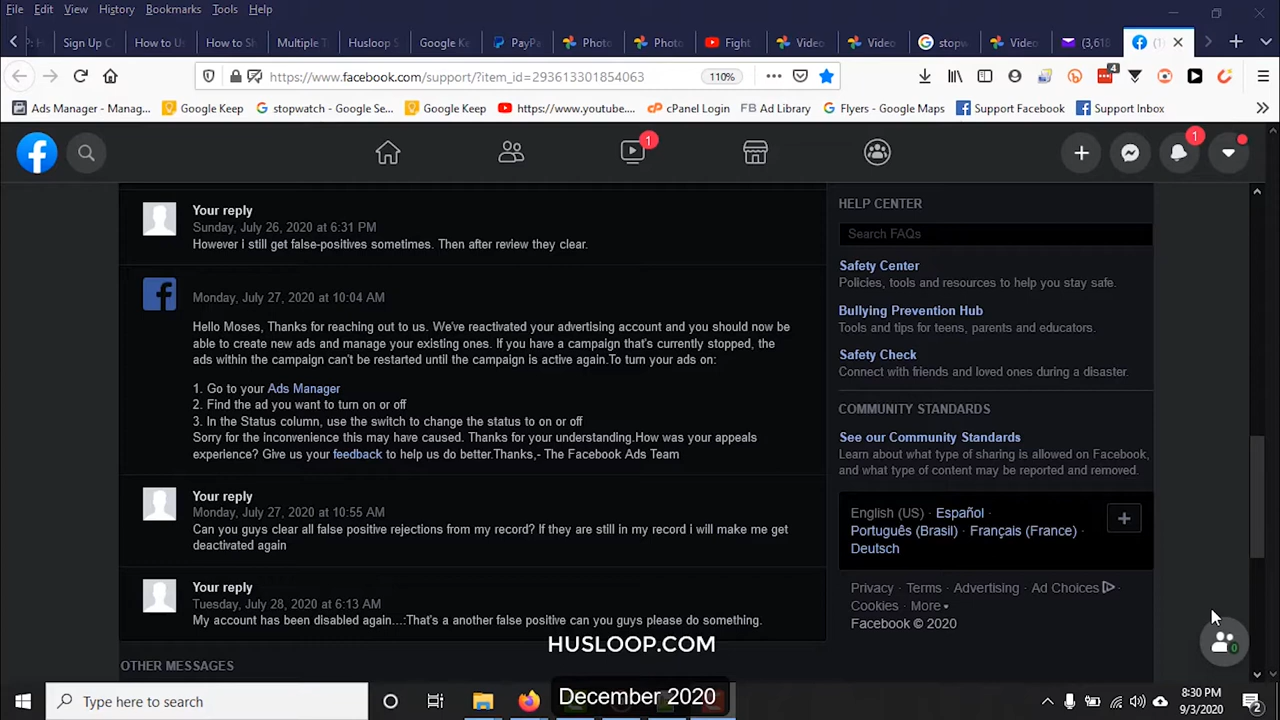 File Edit View History Bookmarks Tools Help
Sign Up C How to U How to S Multiple T Husloop S Google K PayP Photo Photo Fight Video Video stopw Video (3,618
https://www.facebook.com/support/?item_id=293613301854063 110% 4
Ads Manager - Manag... Google Keep stopwatch - Google Se... Google Keep https://www.youtube.... cPanel Login FB Ad Library Flyers - Google Maps Support Facebook Support Inbox
1 1
Your reply
Sunday, July 26, 2020 at 6:31 PM
However i still get false-positives sometimes. Then after review they clear.
Monday, July 27, 2020 at 10:04 AM
Hello Moses, Thanks for reaching out to us. We've reactivated your advertising account and you should now be
able to create new ads and manage your existing ones. If you have a campaign that's currently stopped, the
ads within the campaign can't be restarted until the campaign is active again.To turn your ads on:
1. Go to your Ads Manager
2. Find the ad you want to turn on or off
3. In the Status column, use the switch to change the status to on or off
Sorry for the inconvenience this may have caused. Thanks for your understanding.How was your appeals
experience? Give us your feedback to help us do better.Thanks,- The Facebook Ads Team
Your reply
Monday, July 27, 2020 at 10:55 AM
Can you guys clear all false positive rejections from my record? If they are still in my record i will make me get
deactivated again
Your reply
Tuesday, July 28, 2020 at 6:13 AM
My account has been disabled again...:That's a another false positive can you guys please do something.
OTHER MESSAGES
HELP CENTER
Search FAQs
Safety Center
Policies, tools and resources to help you stay safe.
Bullying Prevention Hub
Tools and tips for teens, parents and educators.
Safety Check
Connect with friends and loved ones during a disaster.
COMMUNITY STANDARDS
See our Community Standards
Learn about what type of sharing is allowed on Facebook,
and what type of content may be reported and removed.
English (US) · Español ·
Português (Brasil) · Français (France) ·
Deutsch
Privacy · Terms · Advertising · Ad Choices ·
Cookies · More
Facebook © 2020
0
HUSLOOP.COM
December 2020
Type here to search
8:30 PM
9/3/2020
2